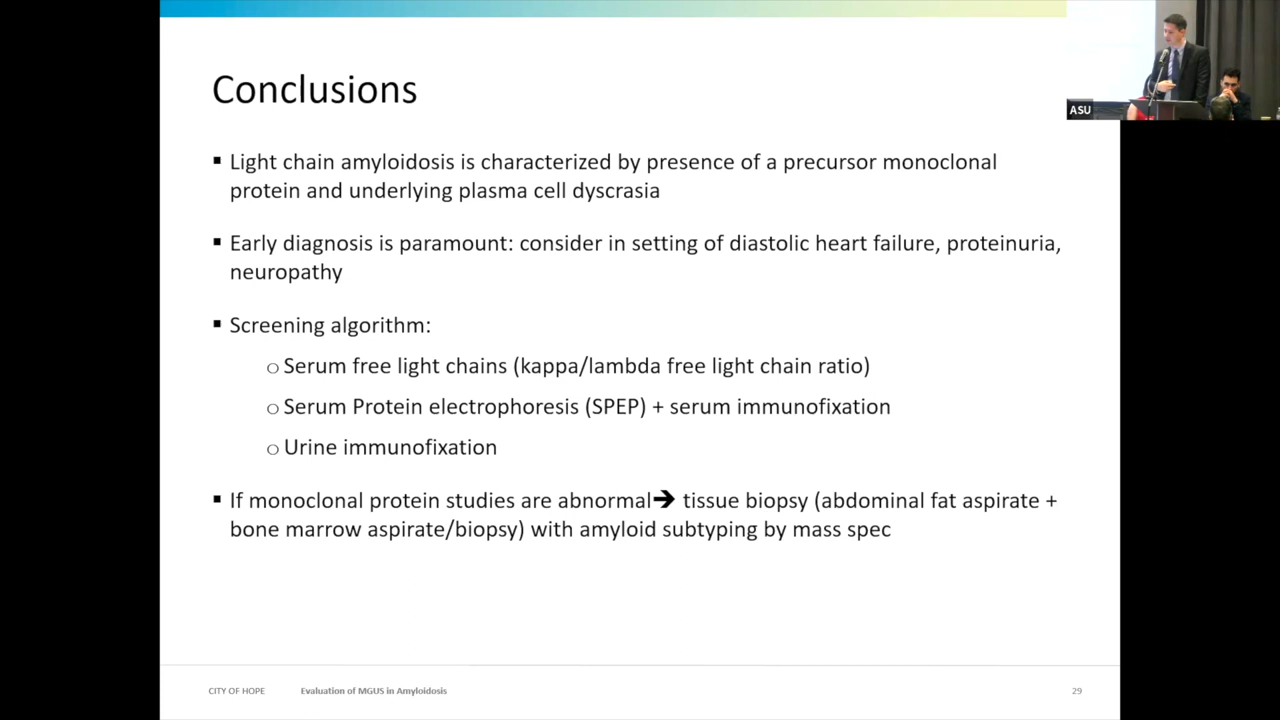 Conclusions
ASU
▪ Light chain amyloidosis is characterized by presence of a precursor monoclonal
protein and underlying plasma cell dyscrasia
▪ Early diagnosis is paramount: consider in setting of diastolic heart failure, proteinuria,
neuropathy
▪ Screening algorithm:
○ Serum free light chains (kappa/lambda free light chain ratio)
○ Serum Protein electrophoresis (SPEP) + serum immunofixation
○ Urine immunofixation
▪ If monoclonal protein studies are abnormal➔ tissue biopsy (abdominal fat aspirate +
bone marrow aspirate/biopsy) with amyloid subtyping by mass spec
CITY OF HOPE Evaluation of MGUS in Amyloidosis 29